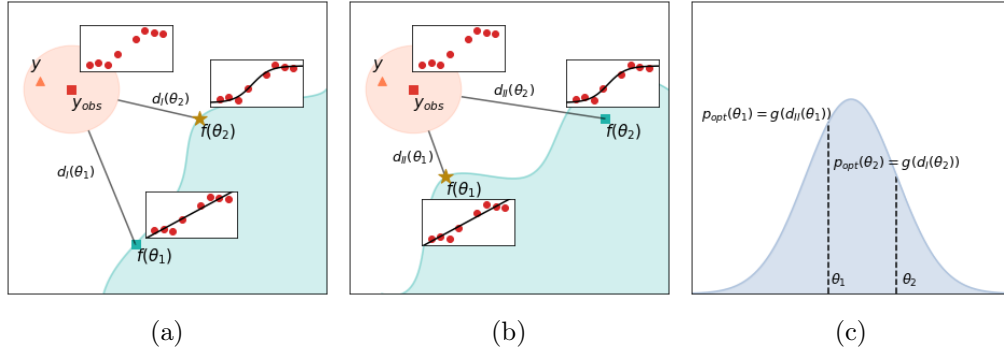 y
y_obs
d_I(θ_2)
f(θ_2)
d_I(θ_1)
f(θ_1)
(a)
y
y_obs
d_II(θ_2)
f(θ_2)
d_II(θ_1)
f(θ_1)
(b)
p_opt(θ_1) = g(d_II(θ_1))
p_opt(θ_2) = g(d_I(θ_2))
θ_1
θ_2
(c)